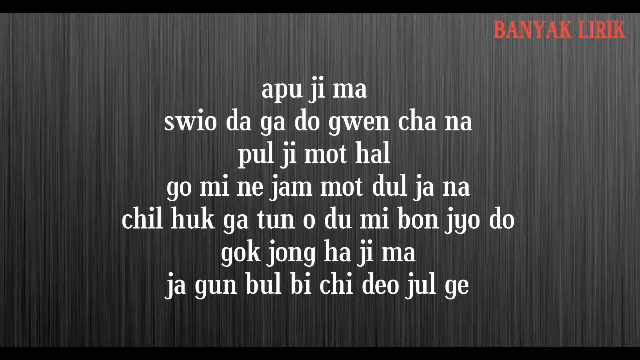 BANYAK LIRIK
apu ji ma
swio da ga do gwen cha na
pul ji mot hal
go mi ne jam mot dul ja na
chil huk ga tun o du mi bon jyo do
gok jong ha ji ma
ja gun bul bi chi deo jul ge